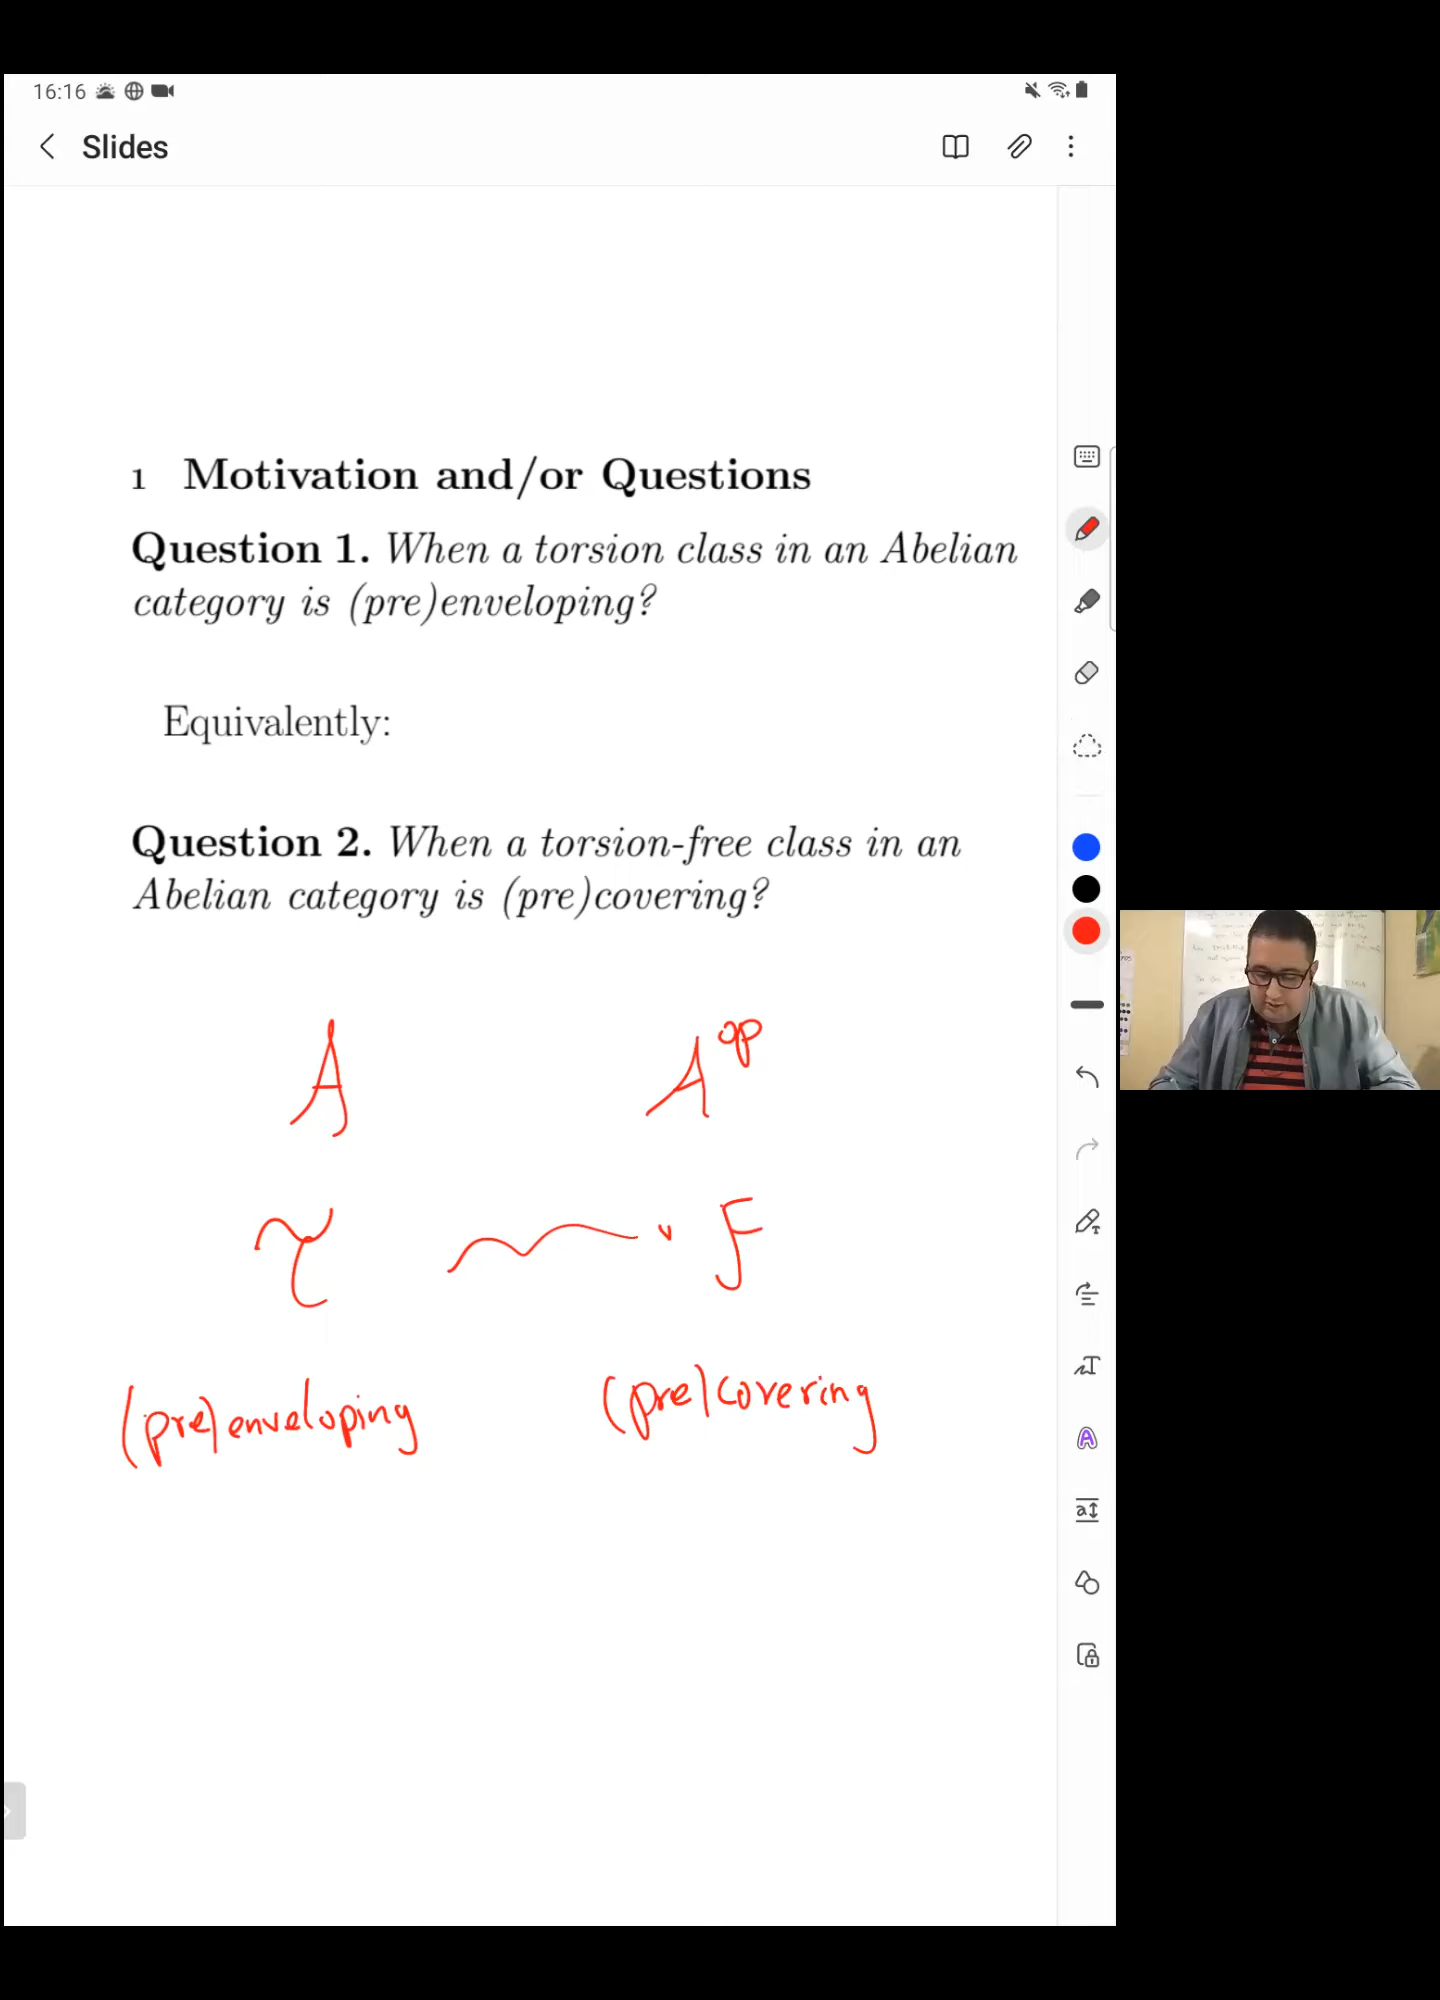 16:16
Slides
1 Motivation and/or Questions
Question 1. When a torsion class in an Abelian
category is (pre)enveloping?
Equivalently:
Question 2. When a torsion-free class in an
Abelian category is (pre)covering?
A A^op
τ F
(pre)enveloping (pre)covering